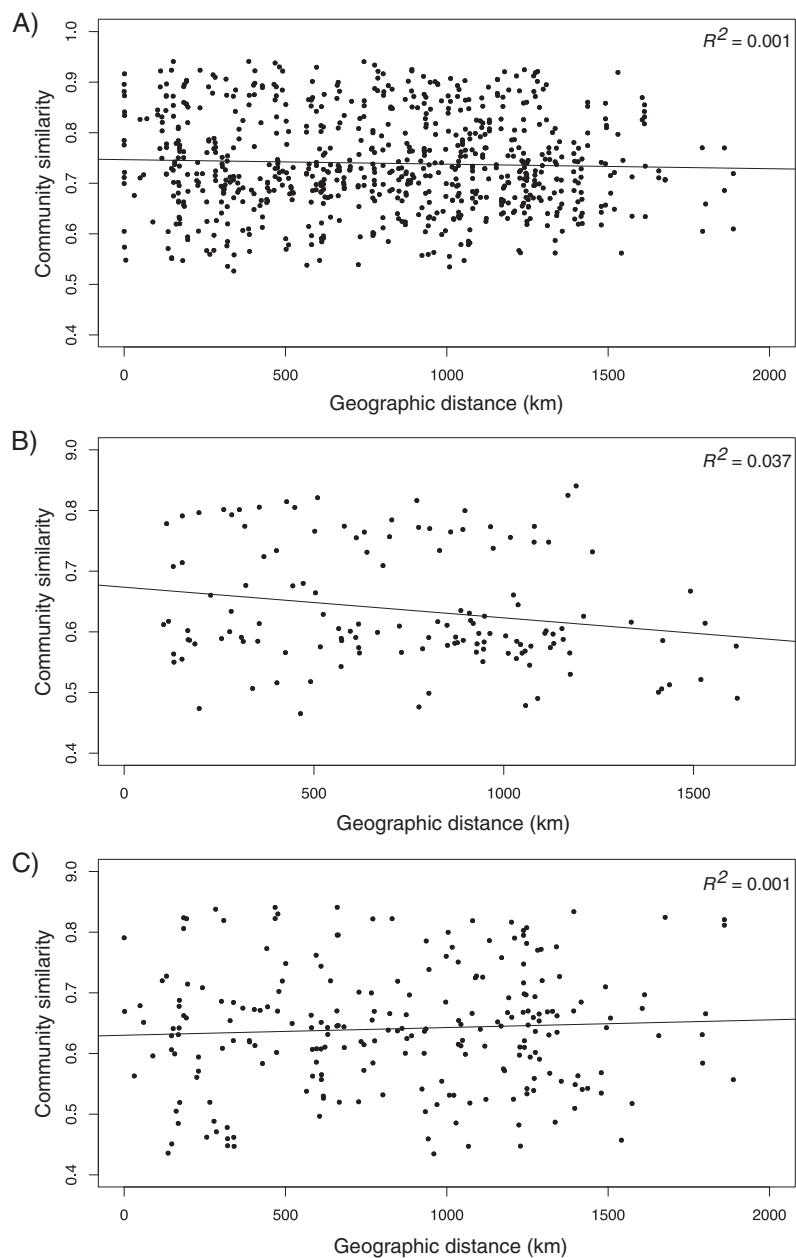 A)
R² = 0.001
Community similarity
1.0
0.9
0.8
0.7
0.6
0.5
0.4
0 500 1000 1500 2000
Geographic distance (km)
B)
R² = 0.037
Community similarity
9.0
0.8
0.7
0.6
0.5
0.4
0 500 1000 1500
Geographic distance (km)
C)
R² = 0.001
Community similarity
9.0
0.8
0.7
0.6
0.5
0.4
0 500 1000 1500 2000
Geographic distance (km)